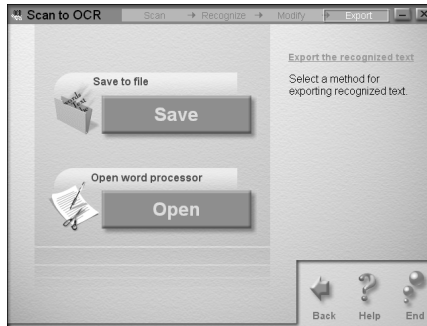 Scan to OCR
Scan → Recognize → Modify → Export
Export the recognized text
Select a method for
exporting recognized text.
Save to file
Save
Open word processor
Open
Back Help End